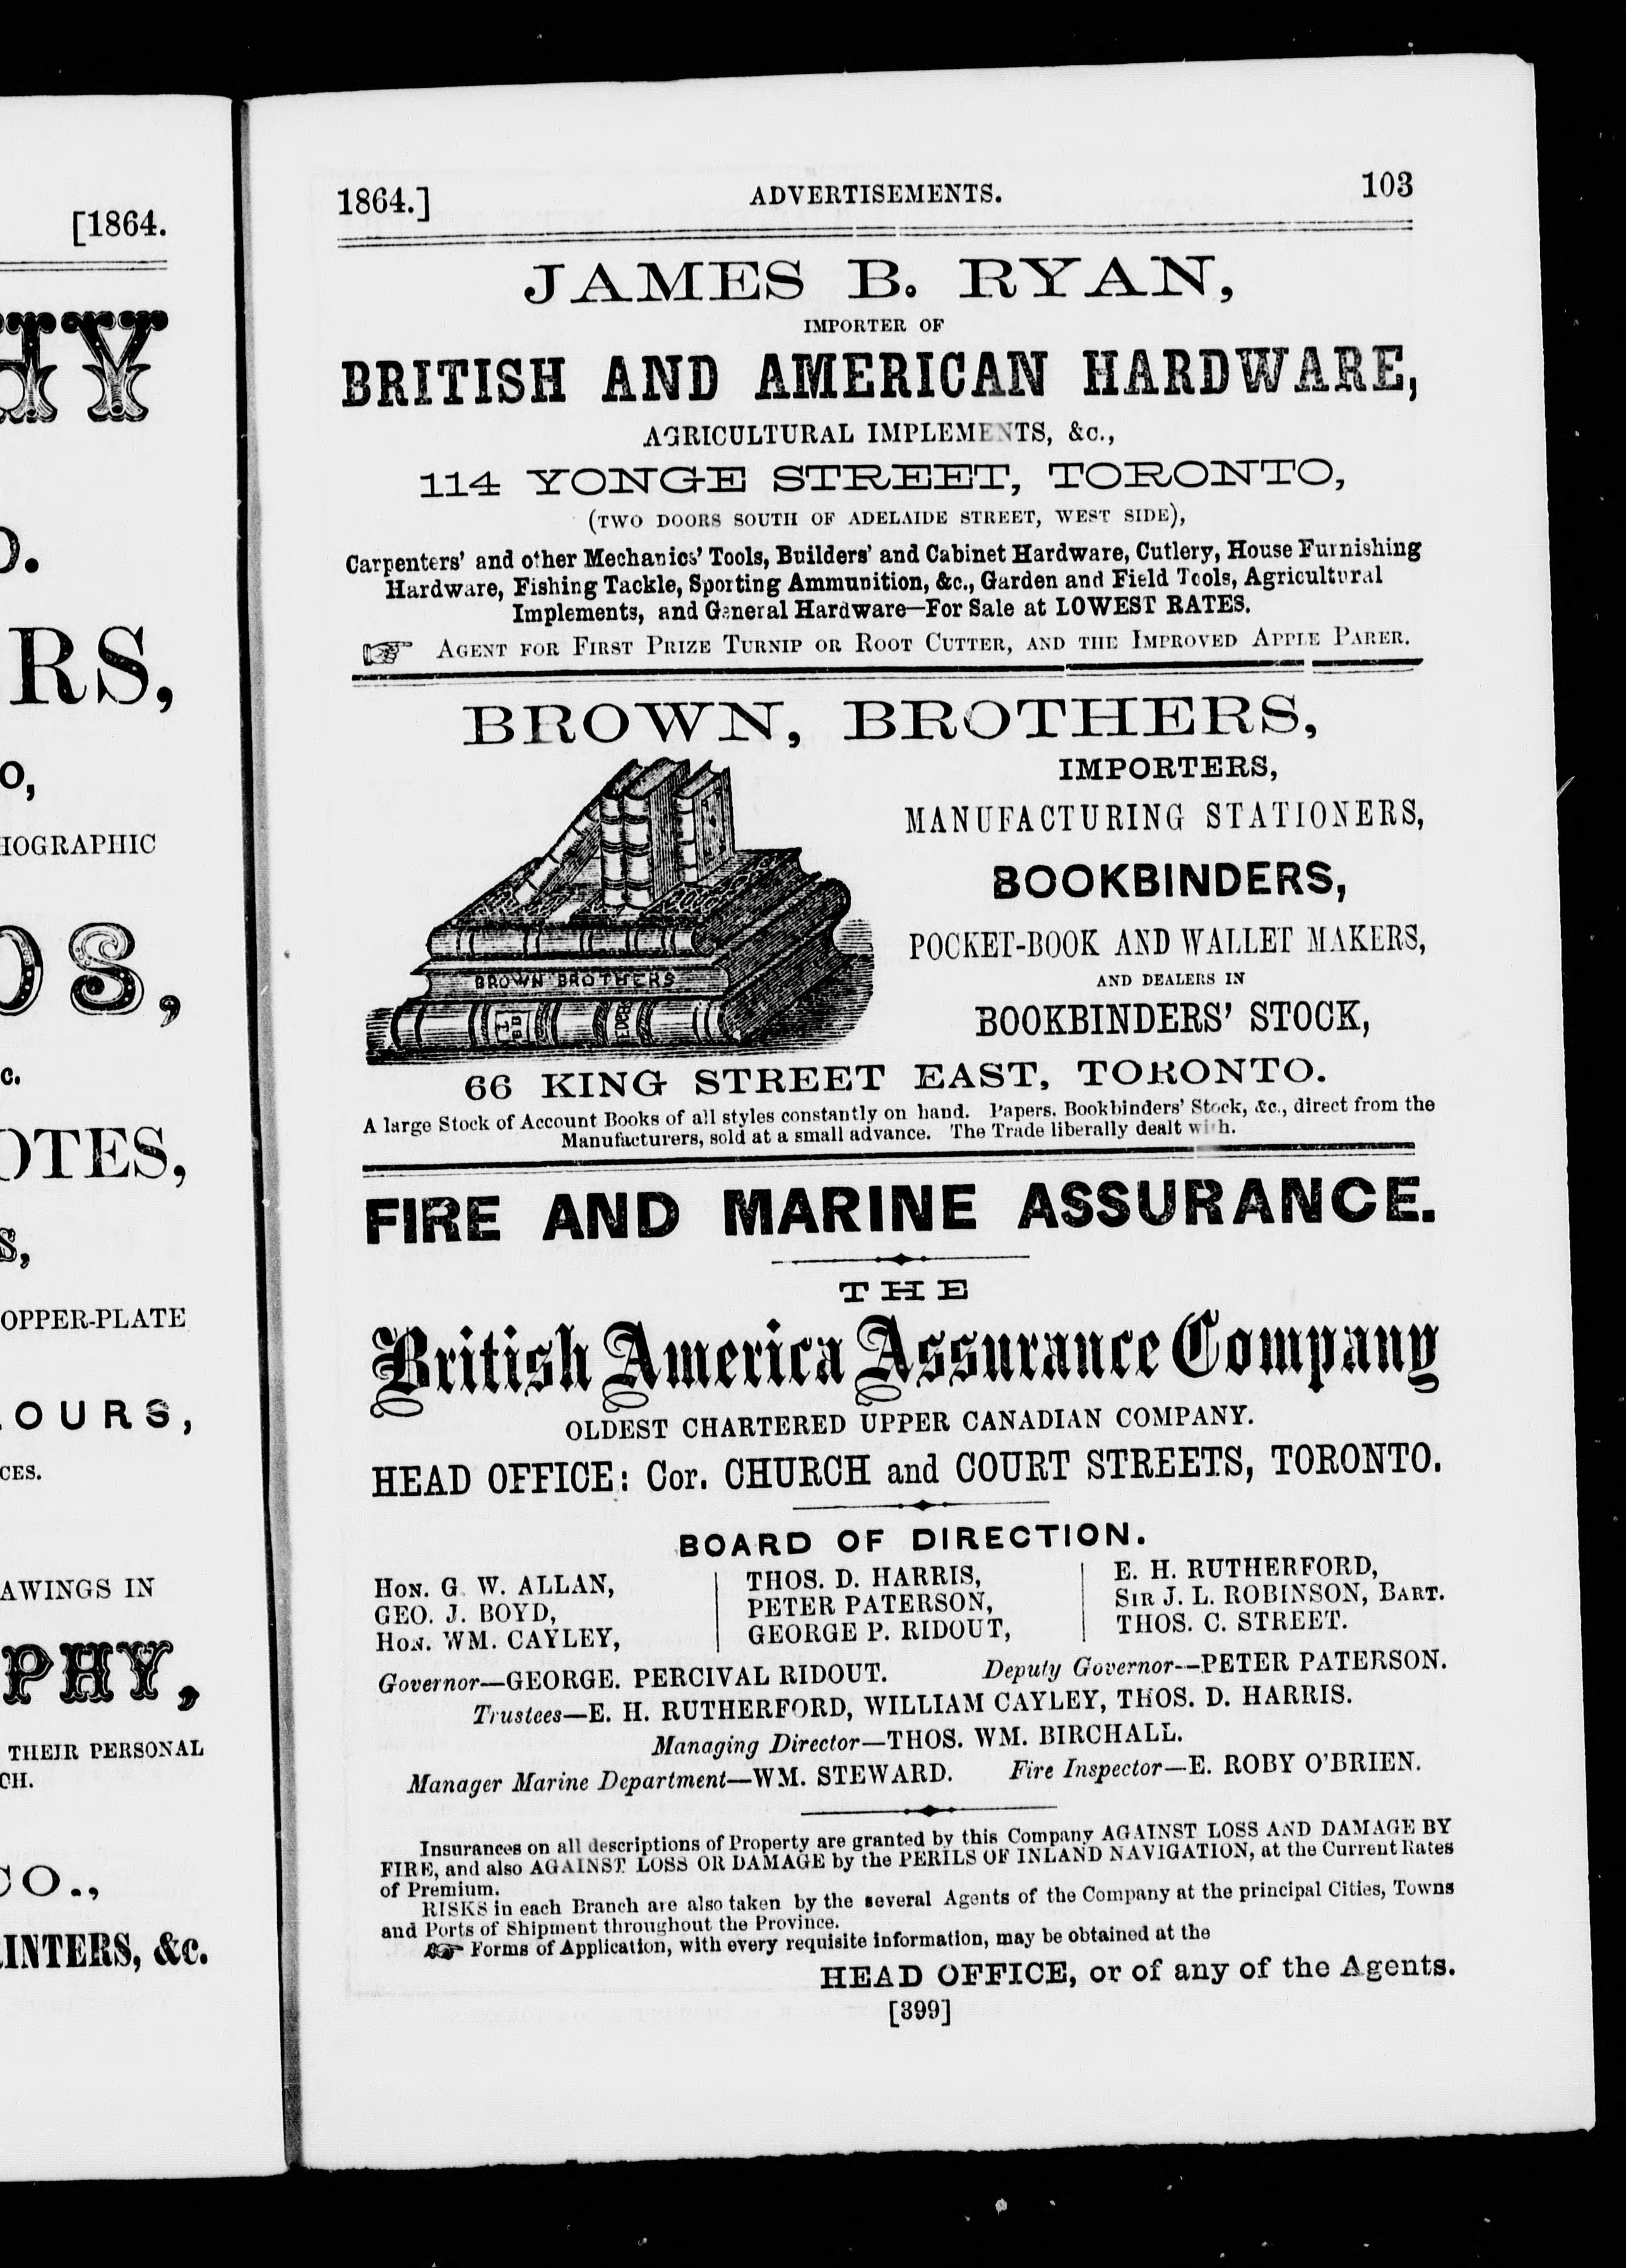 [1864.
HY
O.
RS,
O,
HOGRAPHIC
OS,
C.
OTES,
S,
OPPER-PLATE
LOURS,
CES.
AWINGS IN
PHY,
THEIR PERSONAL
CH.
CO.,
INTERS, &c.
1864.] ADVERTISEMENTS. 103
JAMES B. RYAN,
IMPORTER OF
BRITISH AND AMERICAN HARDWARE,
AGRICULTURAL IMPLEMENTS, &c.,
114 YONGE STREET, TORONTO,
(TWO DOORS SOUTH OF ADELAIDE STREET, WEST SIDE),
Carpenters' and other Mechanics' Tools, Builders' and Cabinet Hardware, Cutlery, House Furnishing
Hardware, Fishing Tackle, Sporting Ammunition, &c., Garden and Field Tools, Agricultural
Implements, and General Hardware—For Sale at LOWEST RATES.
☞ AGENT FOR FIRST PRIZE TURNIP OR ROOT CUTTER, AND THE IMPROVED APPLE PARER.
BROWN, BROTHERS,
IMPORTERS,
MANUFACTURING STATIONERS,
BOOKBINDERS,
POCKET-BOOK AND WALLET MAKERS,
AND DEALERS IN
BOOKBINDERS' STOCK,
BROWN BROTHERS
66 KING STREET EAST, TORONTO.
A large Stock of Account Books of all styles constantly on hand. Papers, Bookbinders' Stock, &c., direct from the
Manufacturers, sold at a small advance. The Trade liberally dealt with.
FIRE AND MARINE ASSURANCE.
THE
British America Assurance Company
OLDEST CHARTERED UPPER CANADIAN COMPANY.
HEAD OFFICE: Cor. CHURCH and COURT STREETS, TORONTO.
BOARD OF DIRECTION.
HON. G W. ALLAN, THOS. D. HARRIS, E. H. RUTHERFORD,
GEO. J. BOYD, PETER PATERSON, SIR J. L. ROBINSON, BART.
HON. WM. CAYLEY, GEORGE P. RIDOUT, THOS. C. STREET.
Governor—GEORGE. PERCIVAL RIDOUT. Deputy Governor—PETER PATERSON.
Trustees—E. H. RUTHERFORD, WILLIAM CAYLEY, THOS. D. HARRIS.
Managing Director—THOS. WM. BIRCHALL.
Manager Marine Department—WM. STEWARD. Fire Inspector—E. ROBY O'BRIEN.
Insurances on all descriptions of Property are granted by this Company AGAINST LOSS AND DAMAGE BY
FIRE, and also AGAINST LOSS OR DAMAGE by the PERILS OF INLAND NAVIGATION, at the Current Rates
of Premium.
RISKS in each Branch are also taken by the several Agents of the Company at the principal Cities, Towns
and Ports of Shipment throughout the Province.
☞ Forms of Application, with every requisite information, may be obtained at the
HEAD OFFICE, or of any of the Agents.
[399]